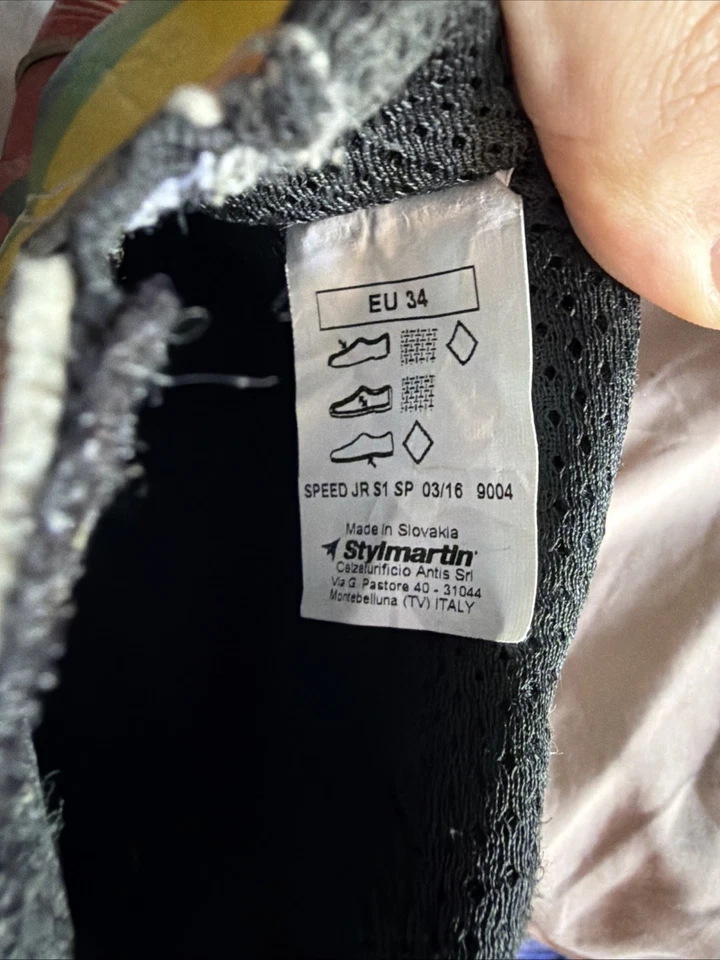 EU 34
SPEED JR S1 SP 03/16 9004
Made in Slovakia
Stylmartin
Calzaturificio Antis Srl
Via G. Pastore 40 - 31044
Montebelluna (TV) ITALY